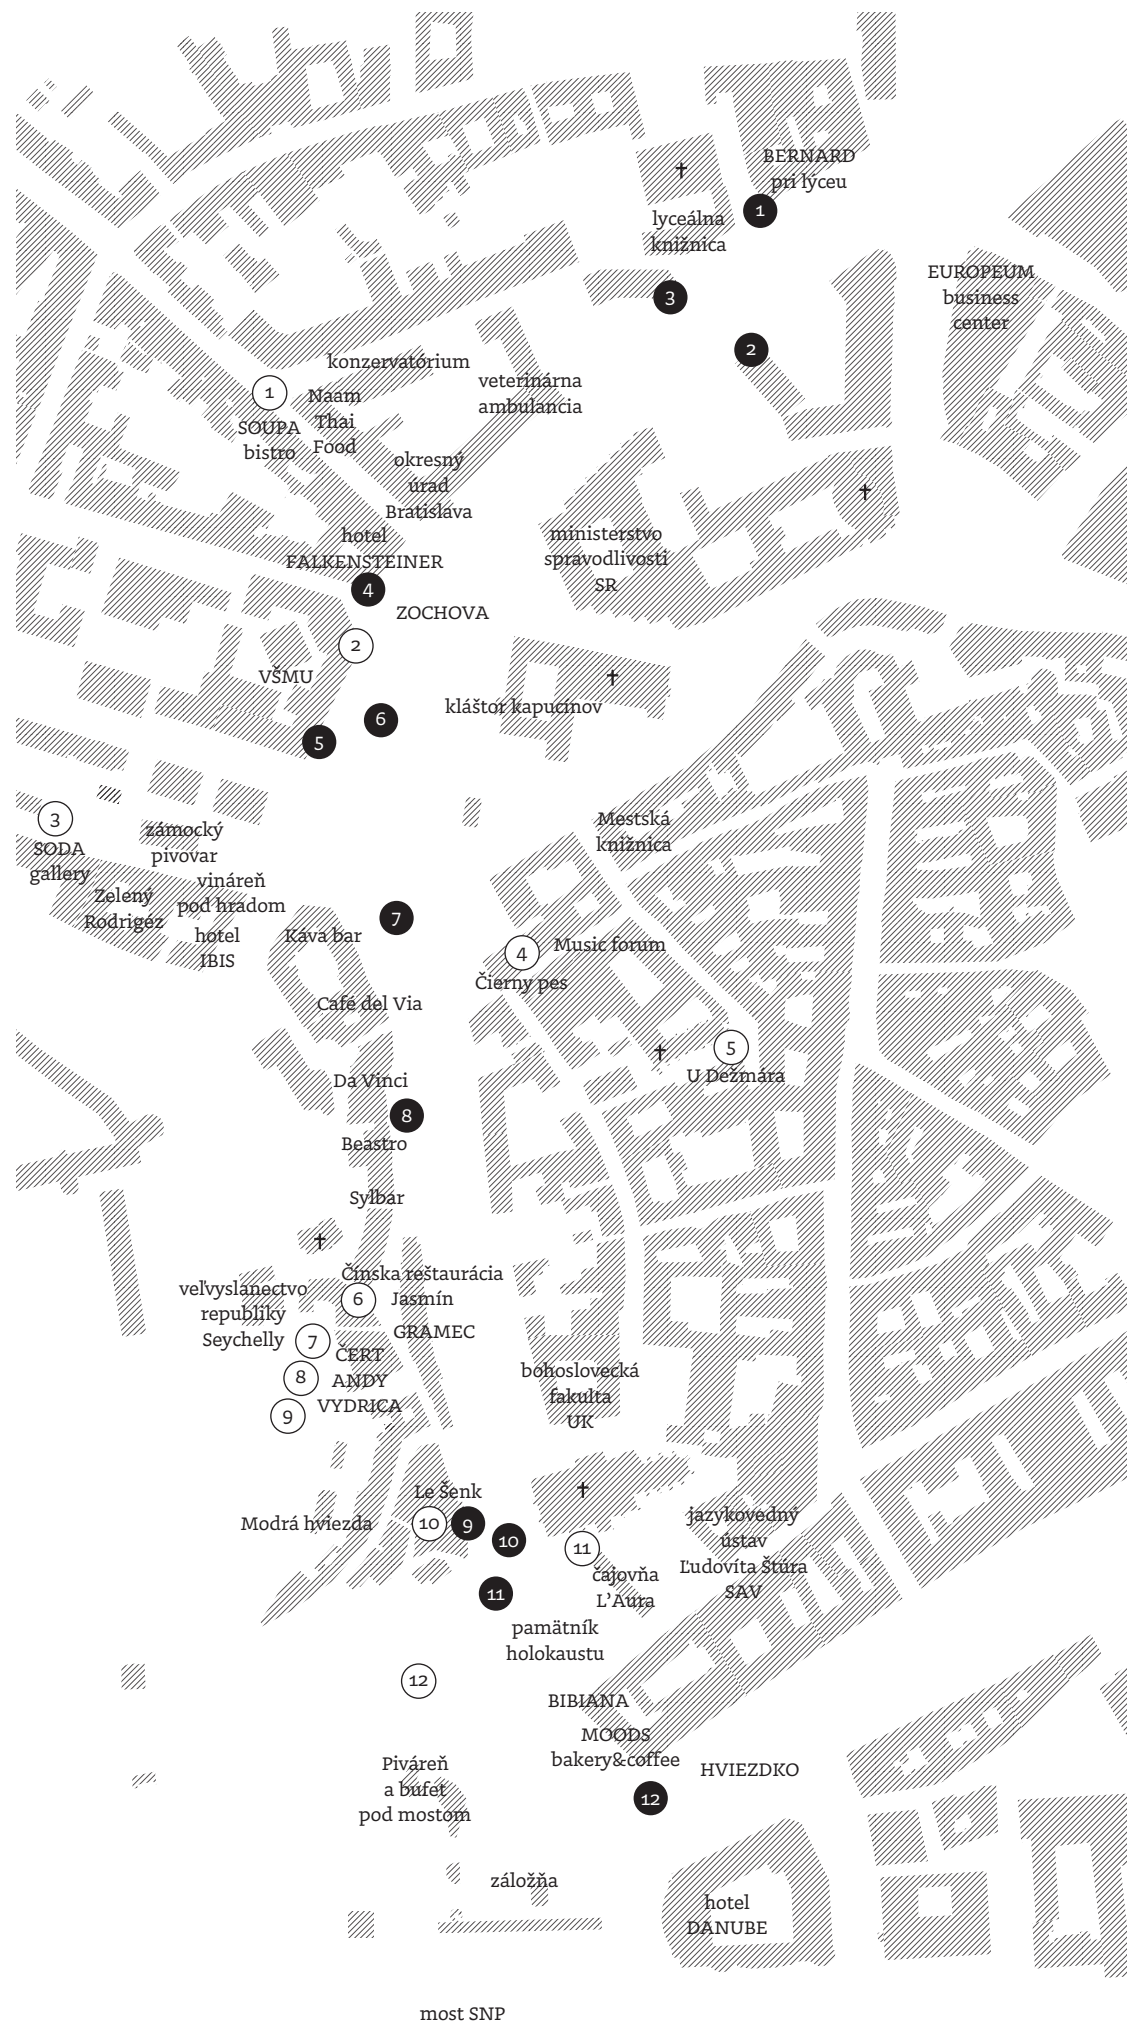 ✝
BERNARD
pri lýceu
1
lyceálna
knižnica
3
EUROPEUM
business
center
2
konzervatórium
veterinárna
ambulancia
1
SOUPA
bistro
Naam
Thai
Food
okresný
úrad
Bratislava
✝
hotel
FALKENSTEINER
4
ministerstvo
spravodlivosti
SR
ZOCHOVA
2
VŠMU
✝
kláštor kapucínov
6
5
3
SODA
gallery
zámocký
pivovar
Mestská
knižnica
vináreň
pod hradom
Zelený
Rodrigéz
hotel
IBIS
7
Káva bar
4
Music forum
Čierny pes
Café del Via
✝
5
U Dežmára
Da Vinci
8
Beastro
Sylbar
✝
Čínska reštaurácia
Jasmín
6
veľvyslanectvo
republiky
Seychelly
GRAMEC
7
ČERT
8
ANDY
9
VYDRICA
bohoslovecká
fakulta
UK
Le Šenk
✝
Modrá hviezda
10
9
10
11
jazykovedný
ústav
Ľudovíta Štúra
SAV
čajovňa
L’Aura
11
pamätník
holokaustu
12
BIBIANA
MOODS
bakery&coffee
HVIEZDKO
12
Piváreň
a bufet
pod mostom
záložňa
hotel
DANUBE
most SNP